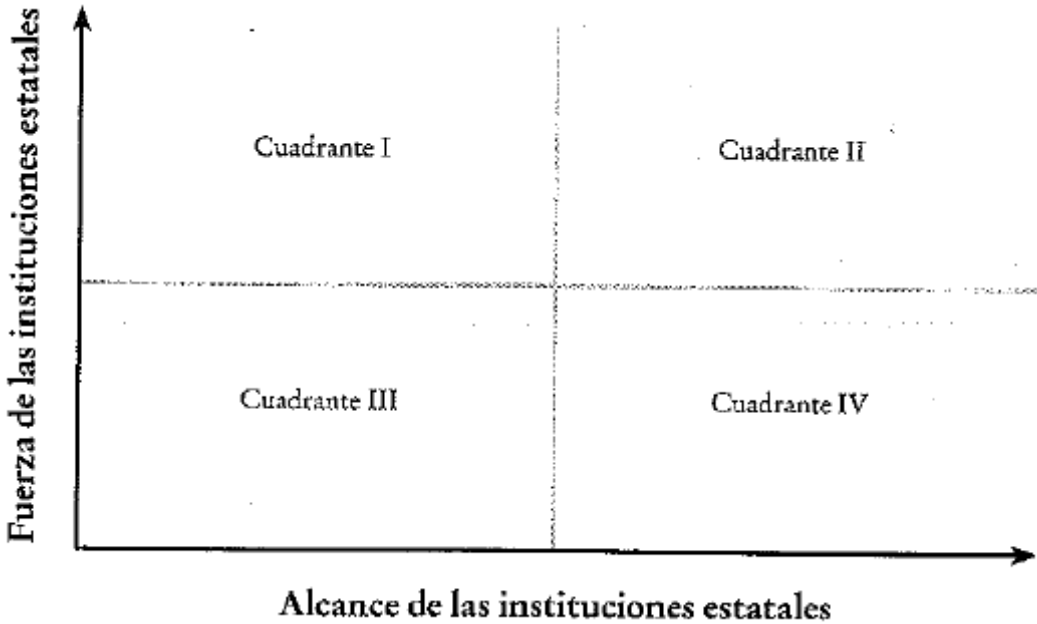 Fuerza de las instituciones estatales
Cuadrante I
Cuadrante II
Cuadrante III
Cuadrante IV
Alcance de las instituciones estatales